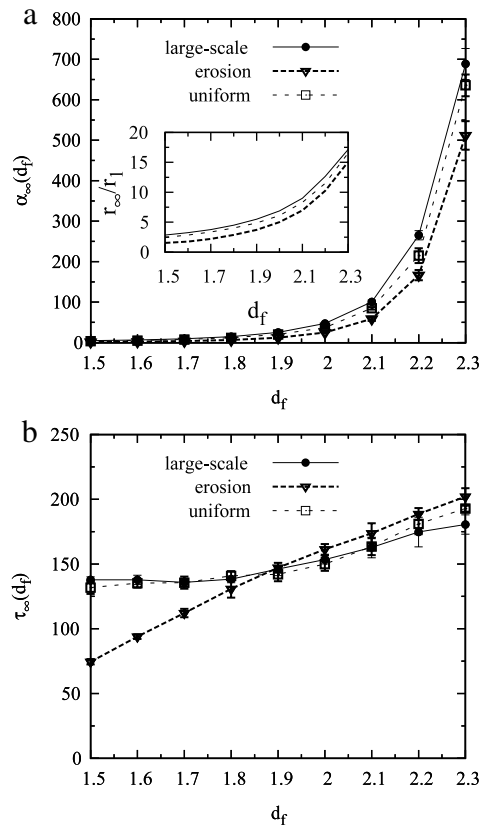 a
800
700
600
500
400
300
200
100
0
α∞(df)
large-scale
erosion
uniform
20
15
10
5
0
r∞/r1
1.5 1.7 1.9 2.1 2.3
df
1.5 1.6 1.7 1.8 1.9 2 2.1 2.2 2.3
df
b
250
200
150
100
50
0
τ∞(df)
large-scale
erosion
uniform
1.5 1.6 1.7 1.8 1.9 2 2.1 2.2 2.3
df